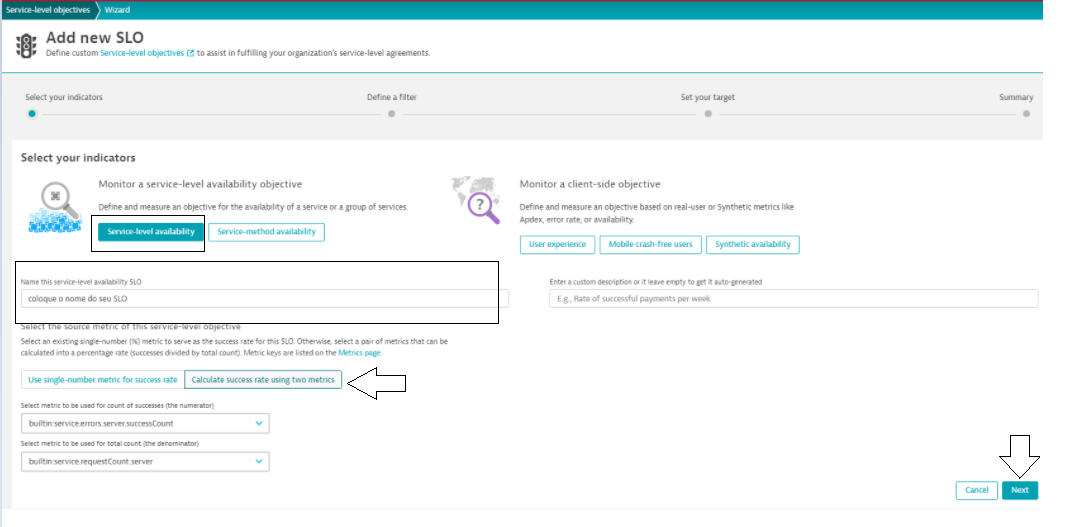 Service-level objectives
Wizard
Add new SLO
Define custom Service-level objectives to assist in fulfilling your organization's service-level agreements.
Select your indicators
Define a filter
Set your target
Summary
Select your indicators
Monitor a service-level availability objective
Define and measure an objective for the availability of a service or a group of services.
Service-level availability
Service-method availability
Monitor a client-side objective
Define and measure an objective based on real-user or Synthetic metrics like
Apdex, error rate, or availability.
User experience
Mobile crash-free users
Synthetic availability
Name this service-level availability SLO
coloque o nome do seu SLO
Enter a custom description or it leave empty to get it auto-generated
E.g., Rate of successful payments per week
Select the source metric of this service-level objective
Select an existing single-number (%) metric to serve as the success rate for this SLO. Otherwise, select a pair of metrics that can be
calculated into a percentage rate (successes divided by total count). Metric keys are listed on the Metrics page.
Use single-number metric for success rate
Calculate success rate using two metrics
Select metric to be used for count of successes (the numerator)
builtin:service.errors.server.successCount
Select metric to be used for total count (the denominator)
builtin:service.requestCount.server
Cancel
Next